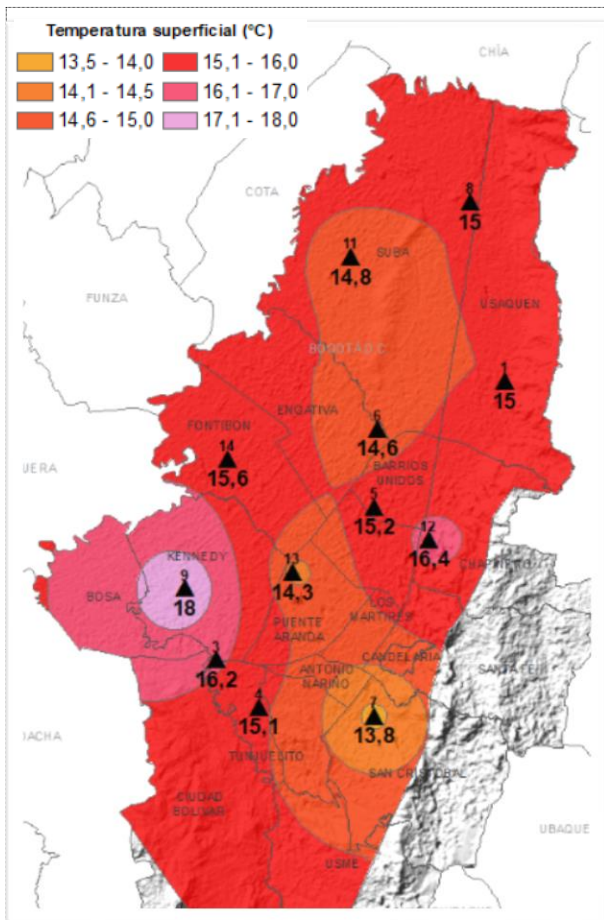 Temperatura superficial (°C)
13,5 - 14,0
15,1 - 16,0
14,1 - 14,5
16,1 - 17,0
14,6 - 15,0
17,1 - 18,0
CHÍA
COTA
8
15
11
SUBA
14,8
FUNZA
USAQUEN
BOGOTÁ D.C.
1
15
ENGATIVA
FONTIBON
6
14,6
14
15,6
UERA
BARRIOS
UNIDOS
5
15,2
12
16,4
CHAPINERO
KENNEDY
9
18
BOSA
13
14,3
LOS
MARTIRES
PUENTE
ARANDA
3
16,2
CANDELARIA
SANTA FE
ANTONIO
NARIÑO
4
15,1
7
13,8
OACHA
TUNJUELITO
SAN CRISTOBAL
CIUDAD
BOLIVAR
UBAQUE
USME